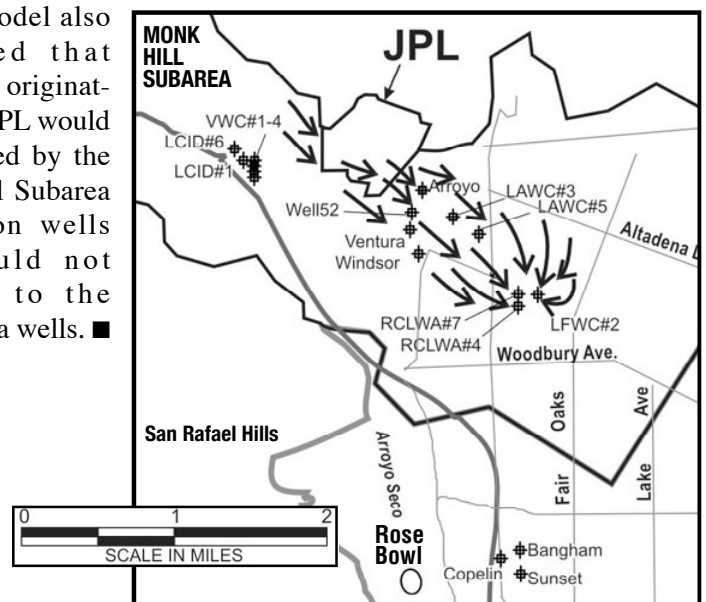 odel also
ed that
originat-
PL would
ed by the
l Subarea
on wells
uld not
to the
a wells. ■
MONK
HILL
SUBAREA
JPL
VWC#1-4
LCID#6
LCID#1
Arroyo
Well52
LAWC#3
LAWC#5
Ventura
Windsor
Altadena D
RCLWA#7
RCLWA#4
LFWC#2
Woodbury Ave.
San Rafael Hills
Arroyo Seco
Fair Oaks
Lake Ave
0 1 2
SCALE IN MILES
Rose
Bowl
Copelin
Bangham
Sunset